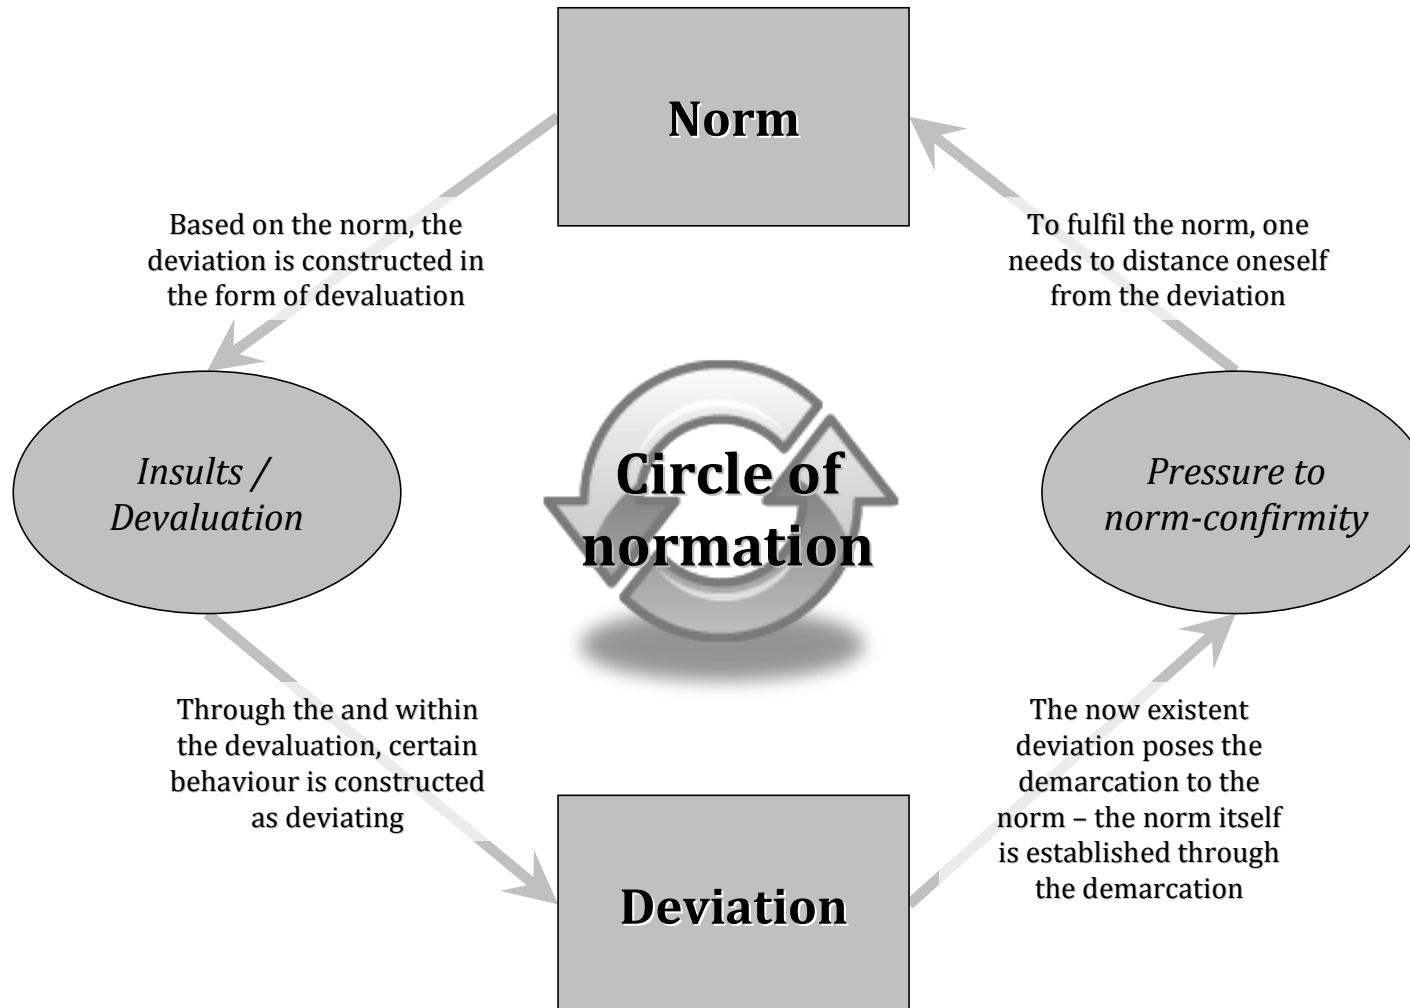 Norm
Based on the norm, the
deviation is constructed in
the form of devaluation
To fulfil the norm, one
needs to distance oneself
from the deviation
Insults /
Devaluation
Circle of
normation
Pressure to
norm-confirmity
Through the and within
the devaluation, certain
behaviour is constructed
as deviating
The now existent
deviation poses the
demarcation to the
norm – the norm itself
is established through
the demarcation
Deviation